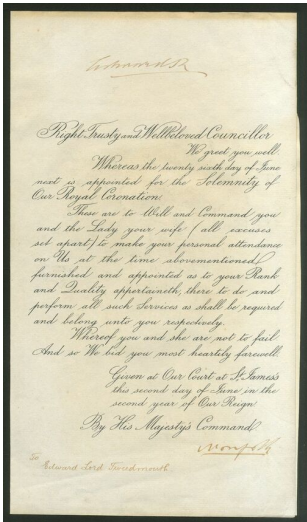 Edward R
Right Trusty and Wellbeloved Councillor
We greet you well.
Whereas the twenty sixth day of June
next is appointed for the Solemnity of
Our Royal Coronation.
These are to Will and Command you
and the Lady your wife (all excuses
set apart) to make your personal attendance
on Us at the time abovementioned
furnished and appointed as to your Rank
and Quality appertaineth, there to do and
perform all such Services as shall be required
and belong unto you respectively.
Whereof you and she are not to fail
And so We bid you most heartily farewell.
Given at Our Court at St. James's
this second day of June in the
second year of Our Reign
By His Majesty's Command
Norfolk
To
Edward Lord Tweedmouth